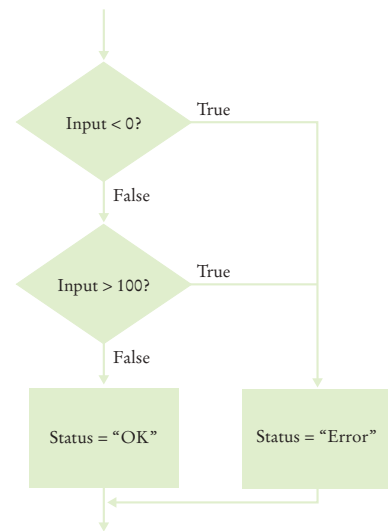 Input < 0?
True
False
Input > 100?
True
False
Status = “OK”
Status = “Error”